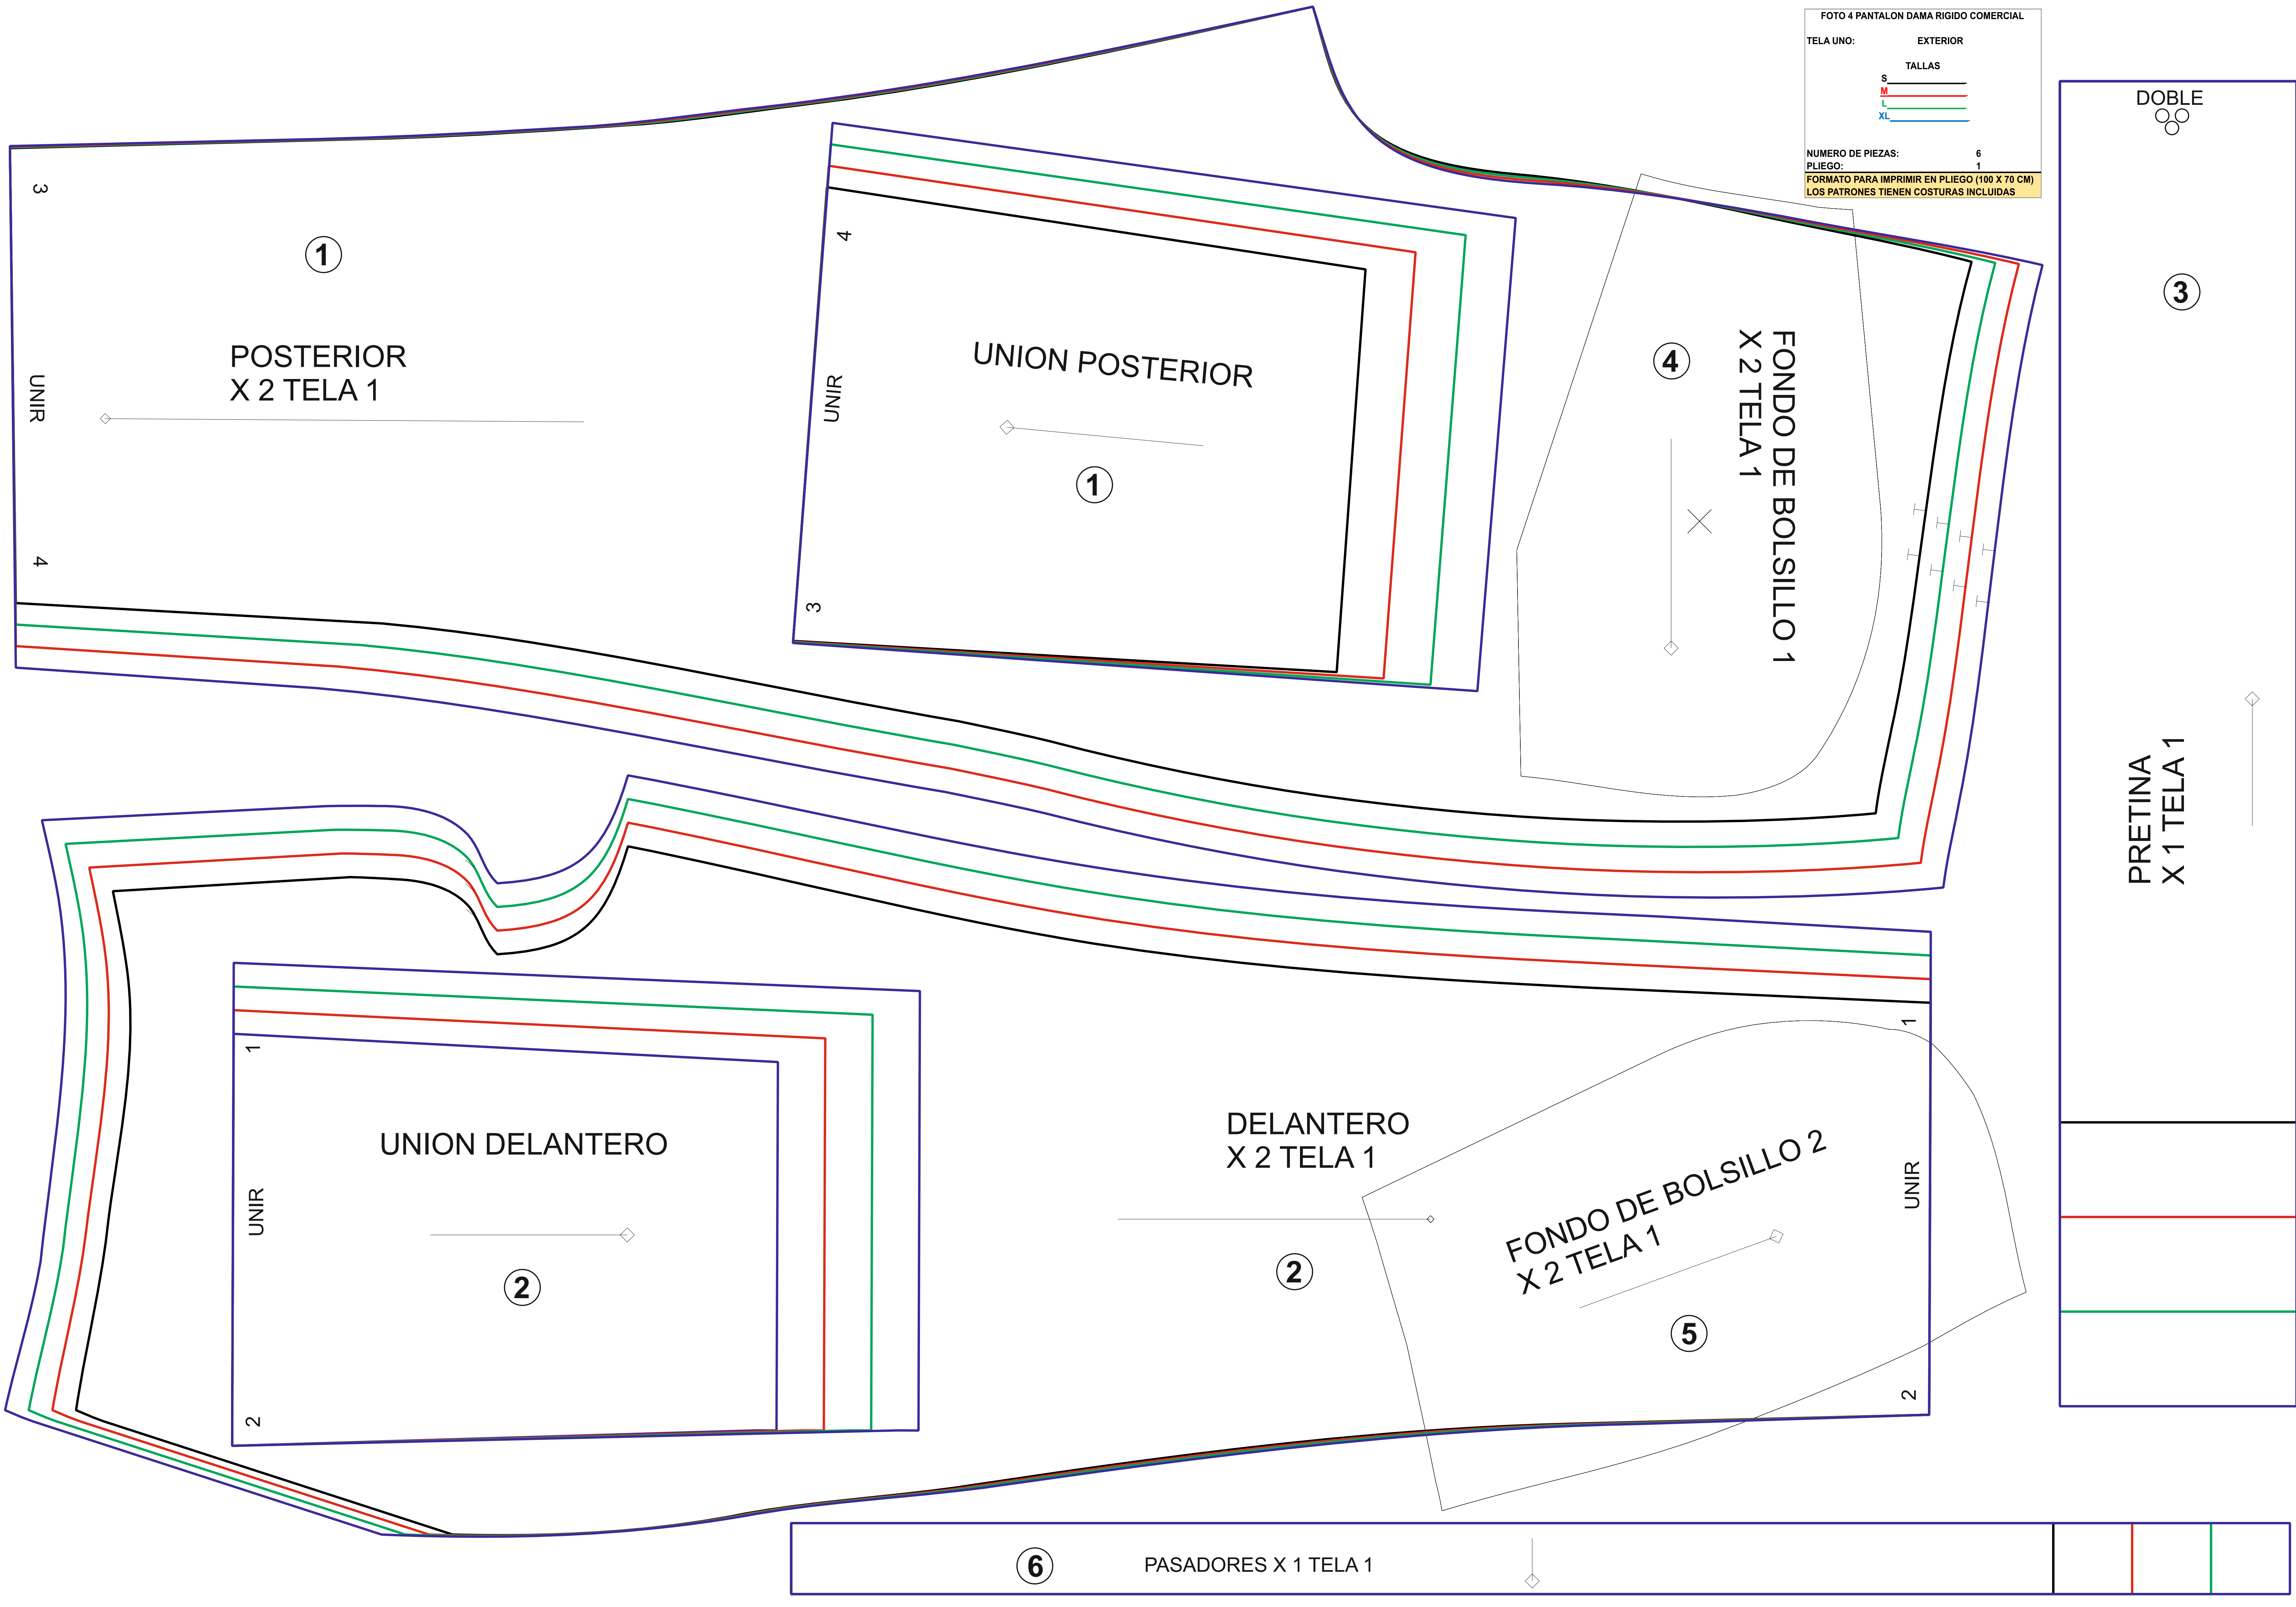 FOTO 4 PANTALON DAMA RIGIDO COMERCIAL
TELA UNO: EXTERIOR
TALLAS
S
M
L
XL
NUMERO DE PIEZAS: 6
PLIEGO: 1
FORMATO PARA IMPRIMIR EN PLIEGO (100 X 70 CM)
LOS PATRONES TIENEN COSTURAS INCLUIDAS
3
1
POSTERIOR
X 2 TELA 1
UNIR
4
4
UNION POSTERIOR
UNIR
1
3
4
FONDO DE BOLSILLO 1
X 2 TELA 1
DOBLE
3
PRETINA
X 1 TELA 1
1
UNION DELANTERO
UNIR
2
2
DELANTERO
X 2 TELA 1
2
1
FONDO DE BOLSILLO 2
X 2 TELA 1
5
UNIR
2
6
PASADORES X 1 TELA 1